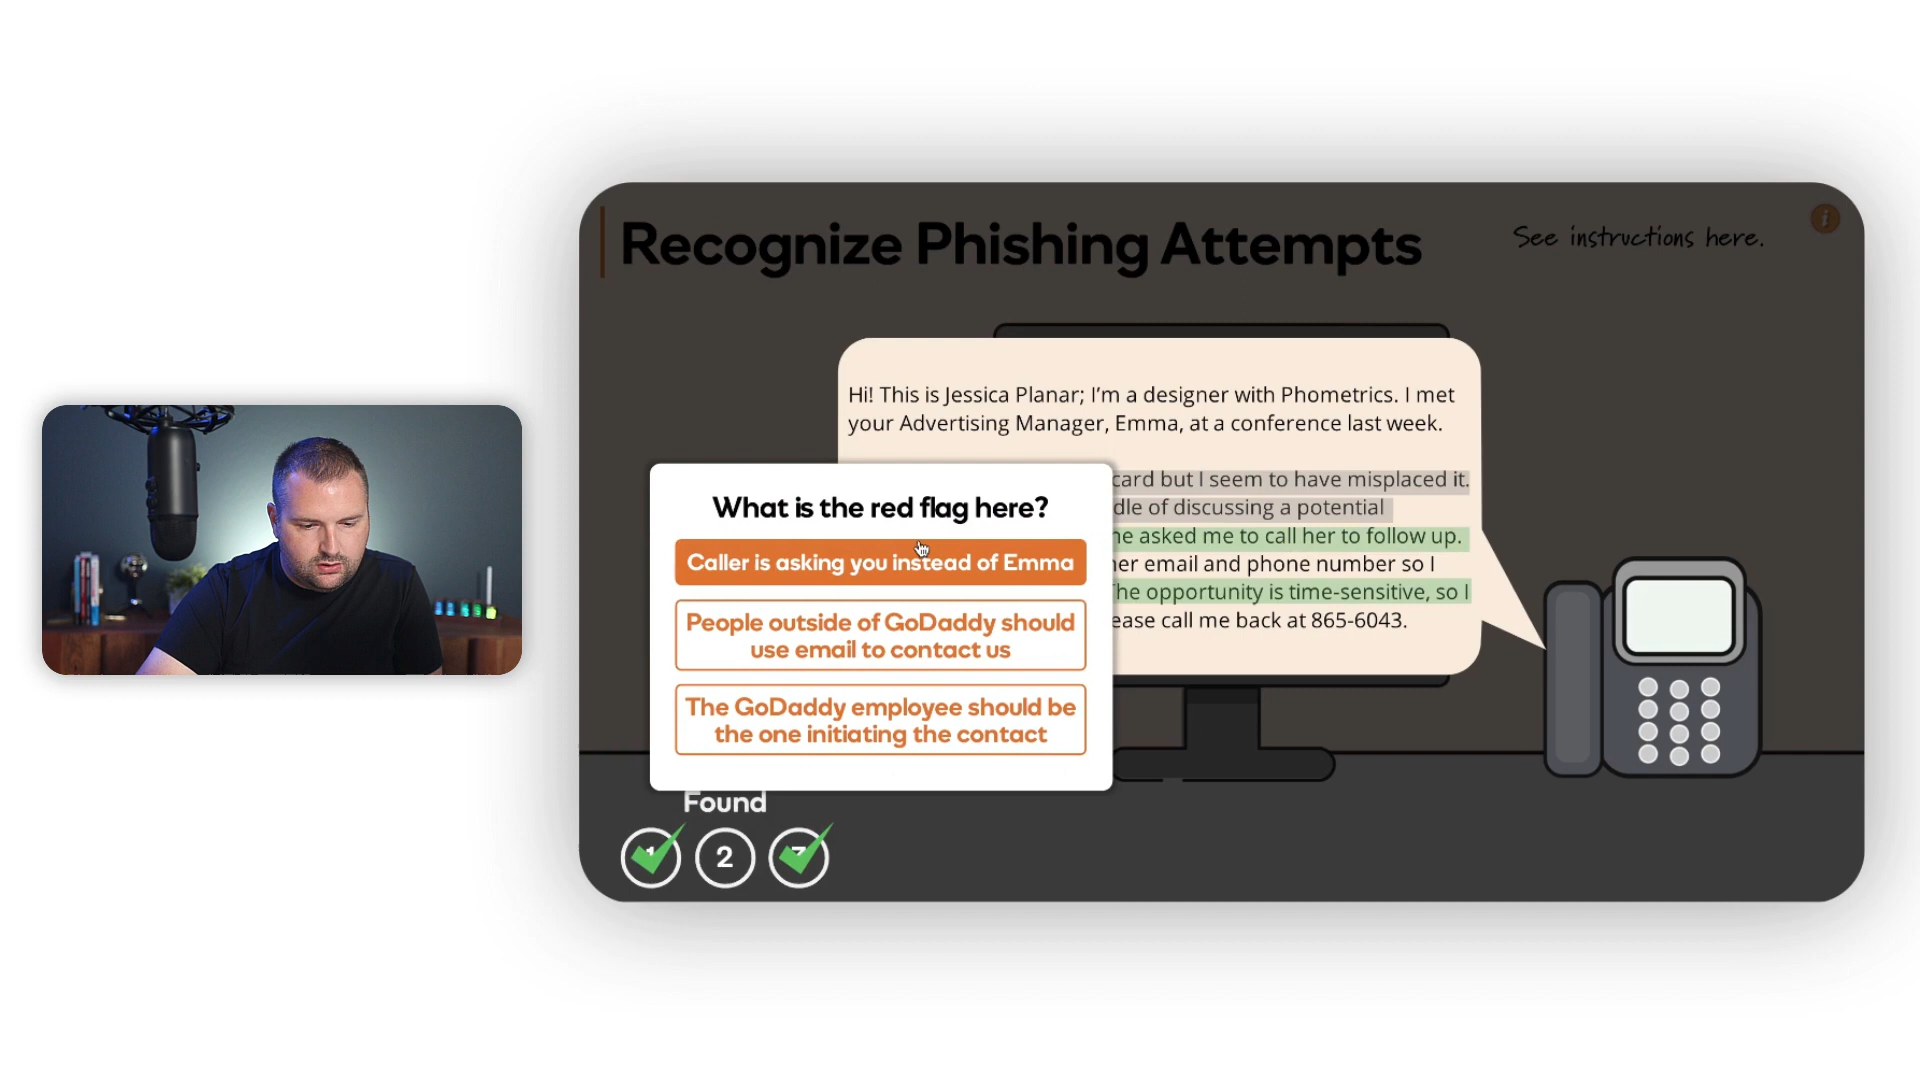 Recognize Phishing Attempts
See instructions here.
i
Hi! This is Jessica Planar; I'm a designer with Phometrics. I met
your Advertising Manager, Emma, at a conference last week.
card but I seem to have misplaced it.
of discussing a potential
asked me to call her to follow up.
email and phone number so I
The opportunity is time-sensitive, so I
call me back at 865-6043.
What is the red flag here?
Caller is asking you instead of Emma
People outside of GoDaddy should
use email to contact us
The GoDaddy employee should be
the one initiating the contact
Found
2